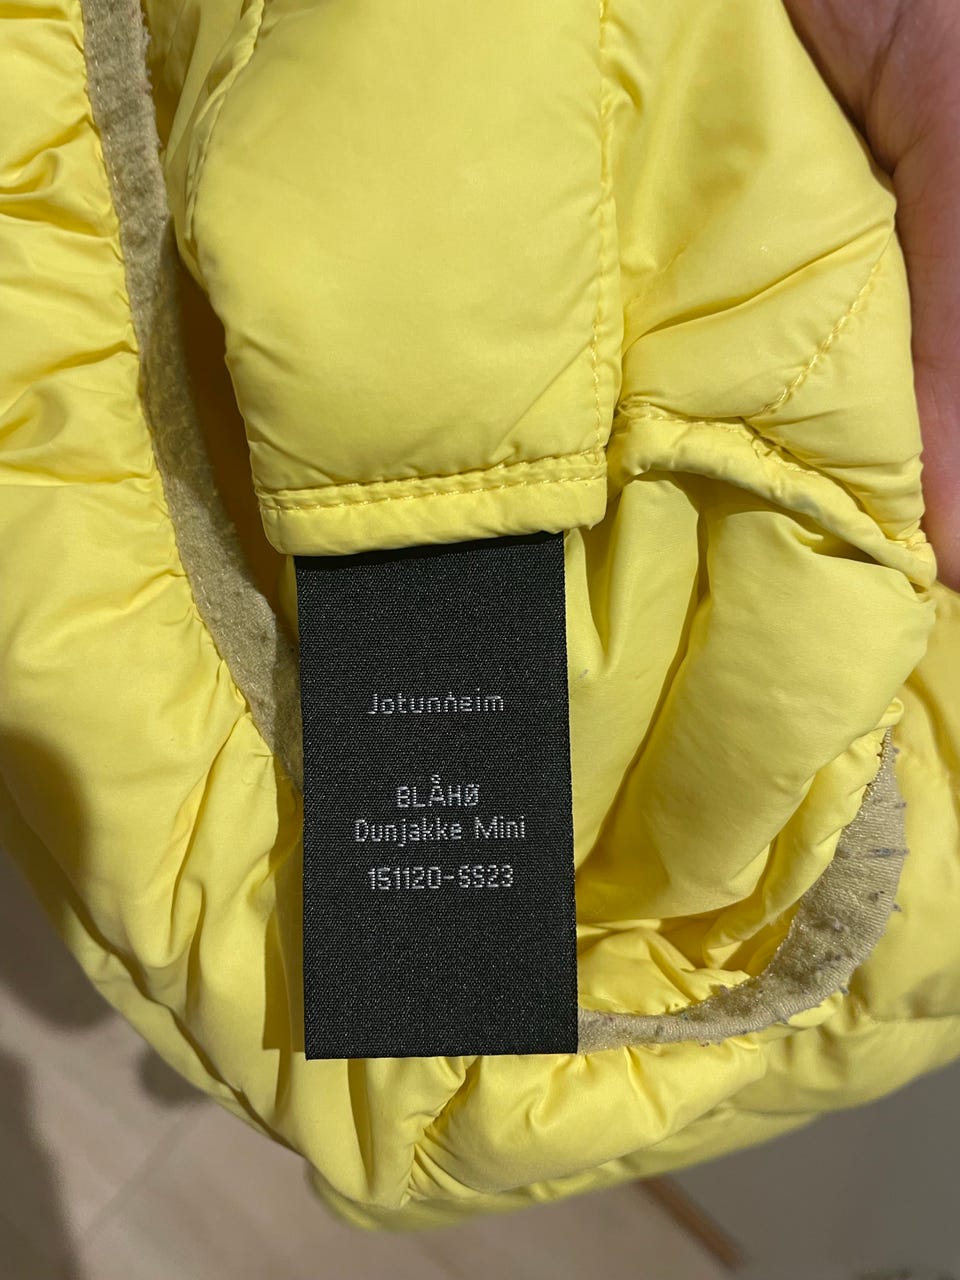 Jotunheim
BLÅHØ
Dunjakke Mini
151120-SS23